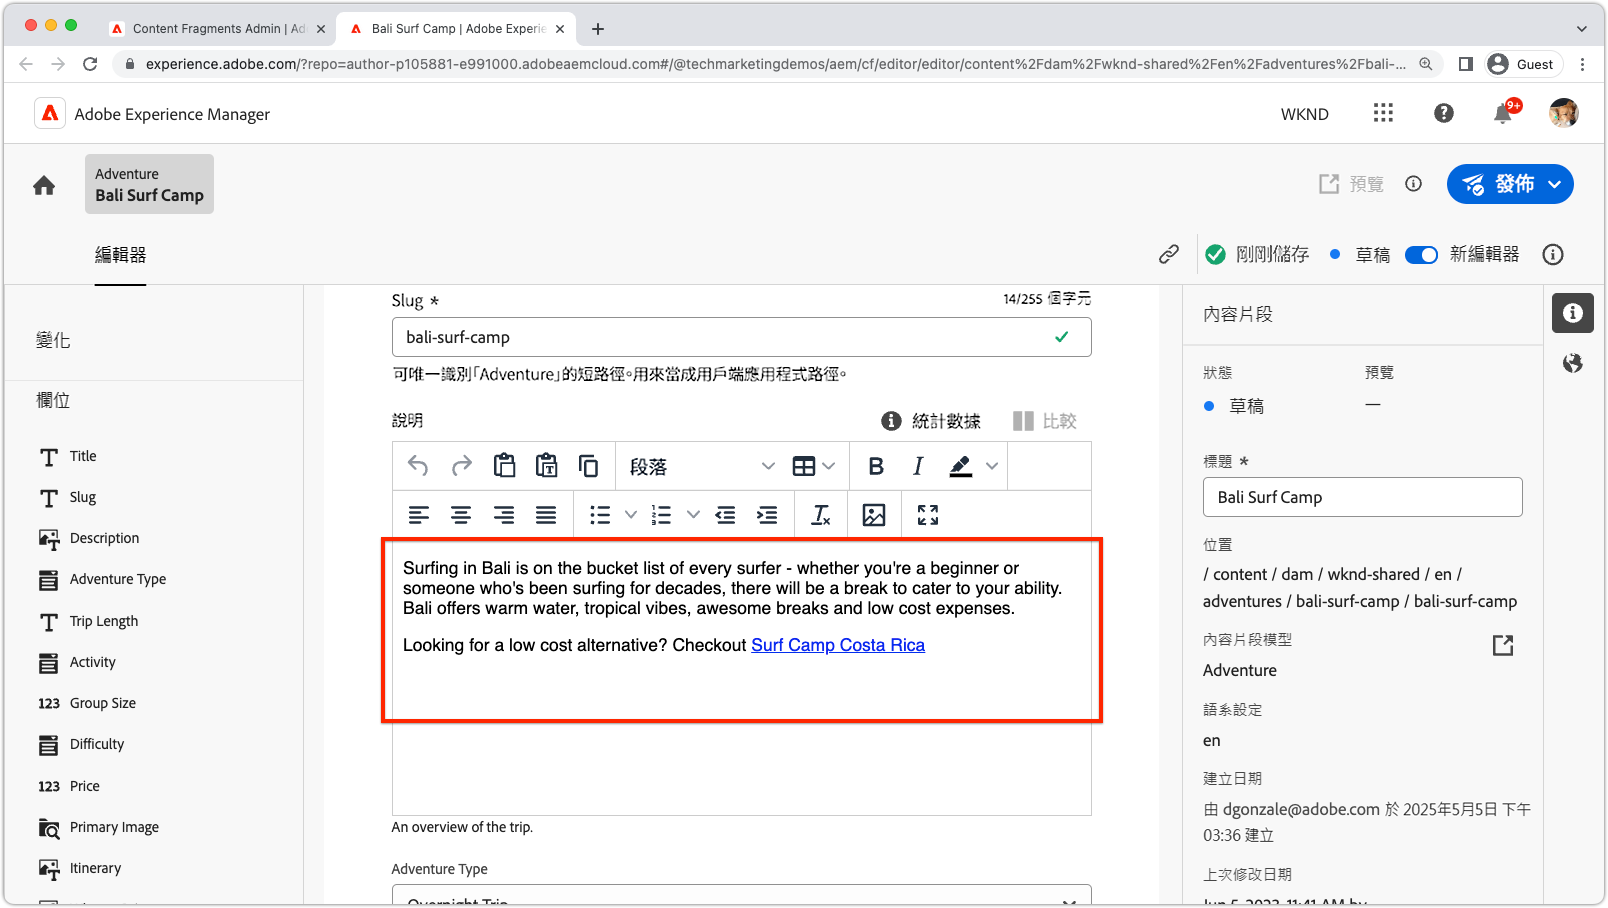 Content Fragments Admin | Ad
Bali Surf Camp | Adobe Experie
experience.adobe.com/?repo=author-p105881-e991000.adobeaemcloud.com#/@techmarketingdemos/aem/cf/editor/editor/content%2Fdam%2Fwknd-shared%2Fen%2Fadventures%2Fbali-...
Guest
Adobe Experience Manager
WKND
9+
Adventure
Bali Surf Camp
預覽
發佈
編輯器
剛剛儲存
草稿
新編輯器
變化
欄位
Title
Slug
Description
Adventure Type
Trip Length
Activity
123 Group Size
Difficulty
123 Price
Primary Image
Itinerary
Slug *
14/255 個字元
bali-surf-camp
可唯一識別「Adventure」的短路徑。用來當成用戶端應用程式路徑。
說明
統計數據
比較
段落
B
I
Surfing in Bali is on the bucket list of every surfer - whether you're a beginner or
someone who's been surfing for decades, there will be a break to cater to your ability.
Bali offers warm water, tropical vibes, awesome breaks and low cost expenses.
Looking for a low cost alternative? Checkout Surf Camp Costa Rica
An overview of the trip.
Adventure Type
Overnight Trip
內容片段
狀態
預覽
草稿
—
標題 *
Bali Surf Camp
位置
/ content / dam / wknd-shared / en /
adventures / bali-surf-camp / bali-surf-camp
內容片段模型
Adventure
語系設定
en
建立日期
由 dgonzale@adobe.com 於 2025年5月5日 下午
03:36 建立
上次修改日期
Jun 5, 2023, 11:41 AM by